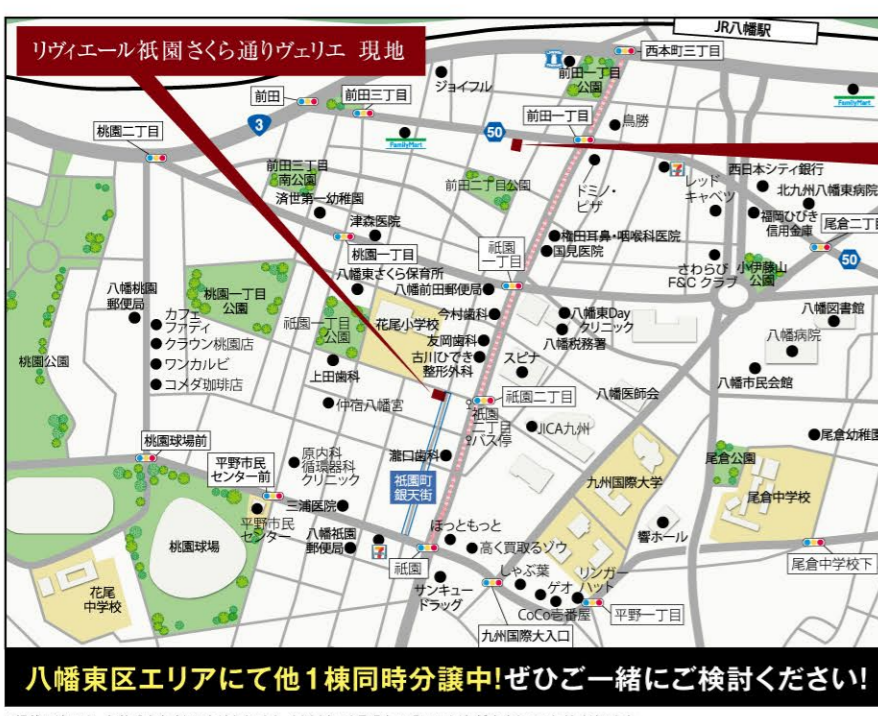 JR八幡駅
リヴィエール祇園さくら通りヴェリエ 現地
西本町三丁目
前田一丁目
公園
ジョイフル
前田
前田三丁目
FamilyMart
3
桃園二丁目
50
前田一丁目
鳥勝
FamilyMart
前田三丁目
南公園
前田二丁目公園
ドミノ・
ピザ
レッド
キャベツ
西日本シティ銀行
北九州八幡東病院
福岡ひびき
信用金庫
尾倉二丁目
済世第一幼稚園
津森医院
桃園一丁目
祇園
一丁目
権田耳鼻・咽喉科医院
国見医院
さわらび
F&C クラブ
小伊藤山
公園
50
八幡東さくら保育所
八幡前田郵便局
八幡桃園
郵便局
桃園一丁目
公園
祇園一丁目
公園
花尾小学校
今村歯科
友岡歯科
古川ひでき
整形外科
八幡東Day
クリニック
八幡税務署
スピナ
八幡図書館
八幡病院
八幡市民会館
カフェ
ファディ
クラウン桃園店
ワンカルビ
コメダ珈琲店
桃園公園
上田歯科
仲宿八幡宮
祇園二丁目
祇園
二丁目
バス停
八幡医師会
JICA九州
桃園球場前
平野市民
センター前
原内科
循環器科
クリニック
瀧口歯科
祇園町
銀天街
九州国際大学
尾倉公園
尾倉幼稚園
尾倉中学校
三浦医院
平野市民
センター
桃園球場
八幡祇園
郵便局
ほっともっと
高く買取るゾウ
響ホール
祇園
花尾
中学校
サンキュー
ドラッグ
しゃぶ葉
ゲオ
リンガー
ハット
CoCo壱番屋
平野一丁目
尾倉中学校下
九州国際大入口
八幡東区エリアにて他1棟同時分譲中!ぜひご一緒にご検討ください!